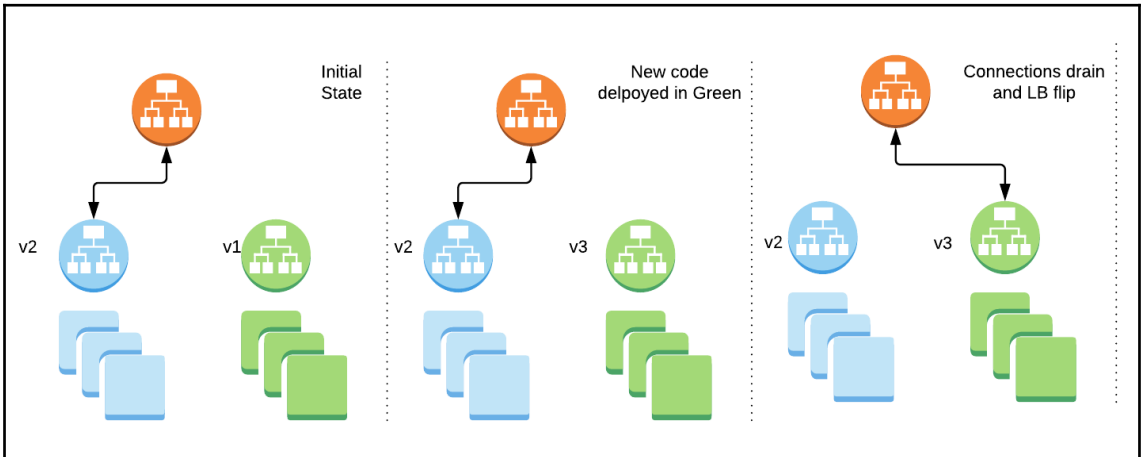 Initial
State
v2
v1
New code
delpoyed in Green
v2
v3
Connections drain
and LB flip
v2
v3